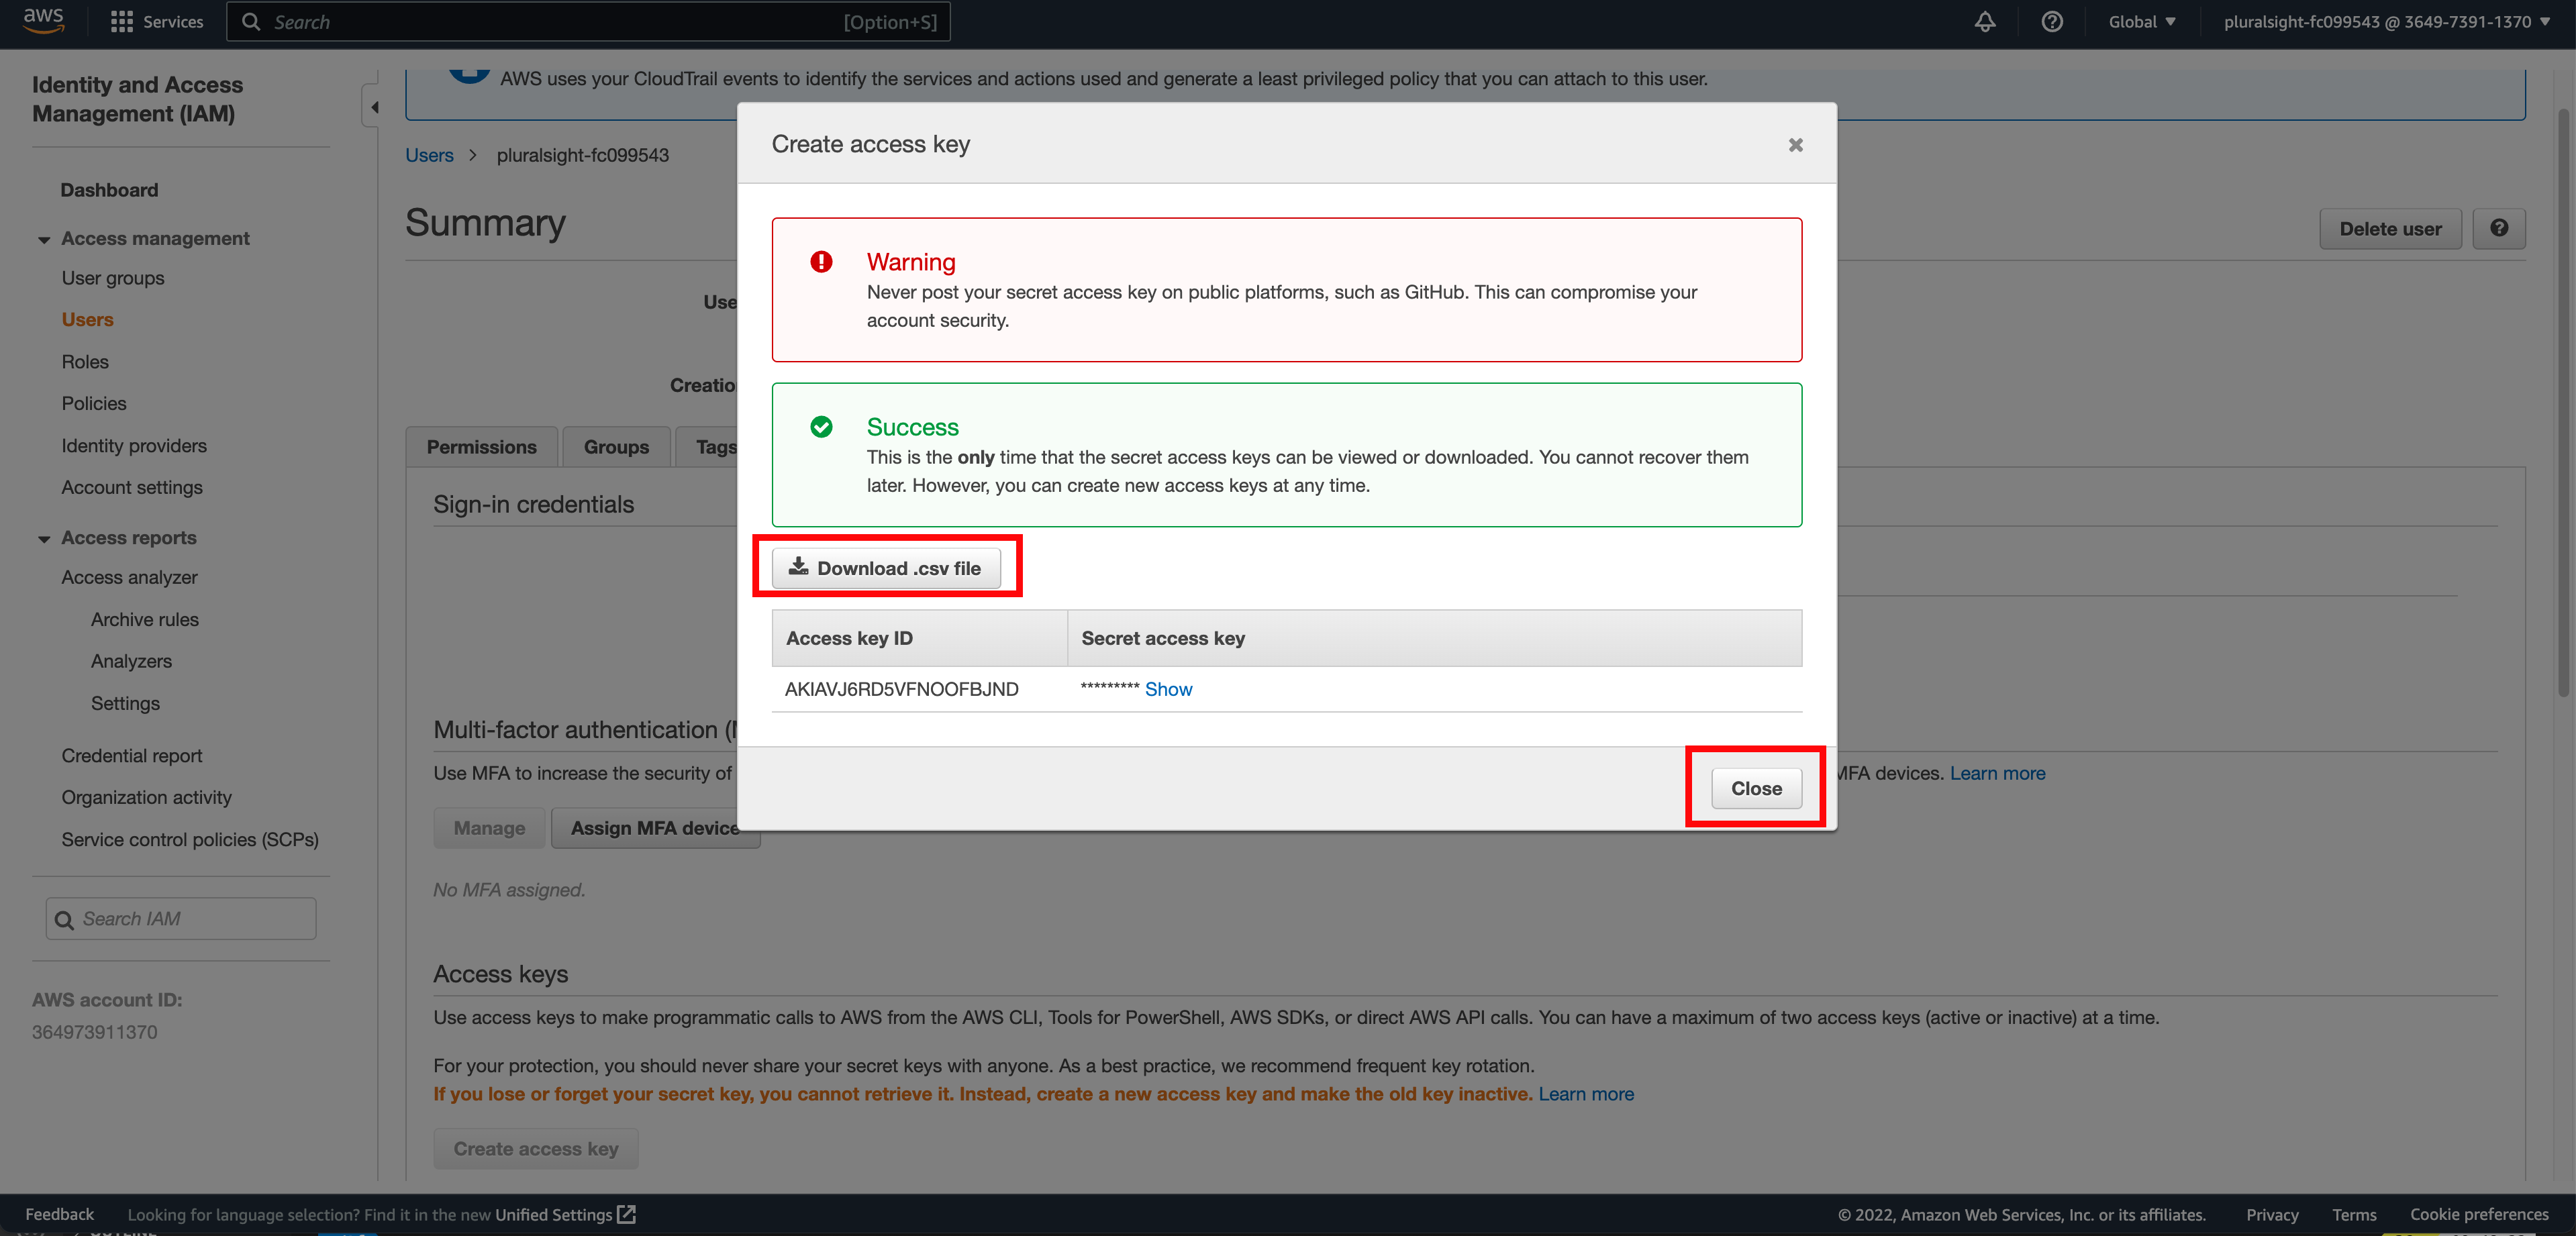 aws
Services
Search
[Option+S]
Global
pluralsight-fc099543 @ 3649-7391-1370
Identity and Access
Management (IAM)
Dashboard
Access management
User groups
Users
Roles
Policies
Identity providers
Account settings
Access reports
Access analyzer
Archive rules
Analyzers
Settings
Credential report
Organization activity
Service control policies (SCPs)
Search IAM
AWS account ID:
364973911370
AWS uses your CloudTrail events to identify the services and actions used and generate a least privileged policy that you can attach to this user.
Users > pluralsight-fc099543
Summary
Delete user
Use
Creatio
Permissions
Groups
Tags
Sign-in credentials
Create access key
Warning
Never post your secret access key on public platforms, such as GitHub. This can compromise your
account security.
Success
This is the only time that the secret access keys can be viewed or downloaded. You cannot recover them
later. However, you can create new access keys at any time.
Download .csv file
Access key ID
Secret access key
AKIAVJ6RD5VFNOOFBJND
********* Show
Close
Multi-factor authentication (
Use MFA to increase the security of
MFA devices. Learn more
Manage
Assign MFA device
No MFA assigned.
Access keys
Use access keys to make programmatic calls to AWS from the AWS CLI, Tools for PowerShell, AWS SDKs, or direct AWS API calls. You can have a maximum of two access keys (active or inactive) at a time.
For your protection, you should never share your secret keys with anyone. As a best practice, we recommend frequent key rotation.
If you lose or forget your secret key, you cannot retrieve it. Instead, create a new access key and make the old key inactive. Learn more
Create access key
Feedback
Looking for language selection? Find it in the new Unified Settings
© 2022, Amazon Web Services, Inc. or its affiliates.
Privacy
Terms
Cookie preferences